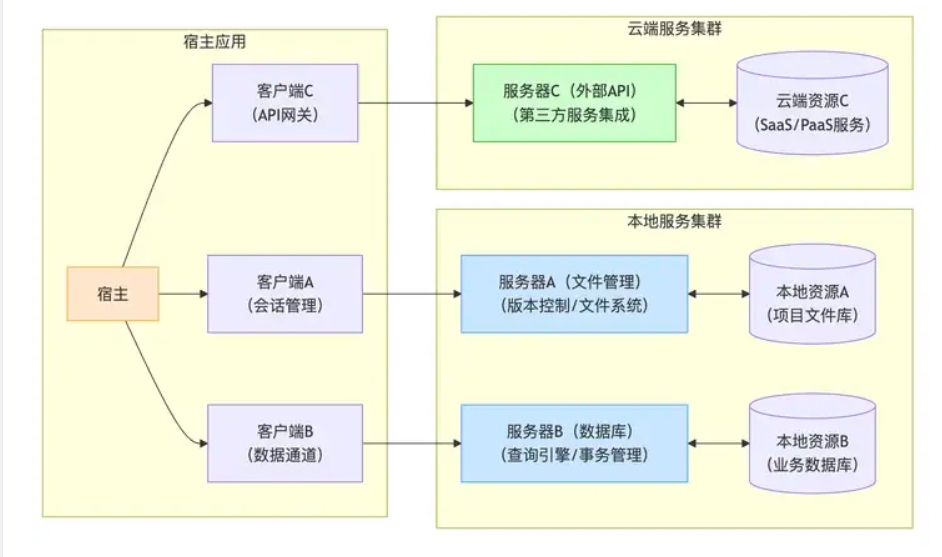 宿主应用
客户端C
（API网关）
宿主
客户端A
（会话管理）
客户端B
（数据通道）
云端服务集群
服务器C（外部API）
（第三方服务集成）
云端资源C
（SaaS/PaaS服务）
本地服务集群
服务器A（文件管理）
（版本控制/文件系统）
本地资源A
（项目文件库）
服务器B（数据库）
（查询引擎/事务管理）
本地资源B
（业务数据库）